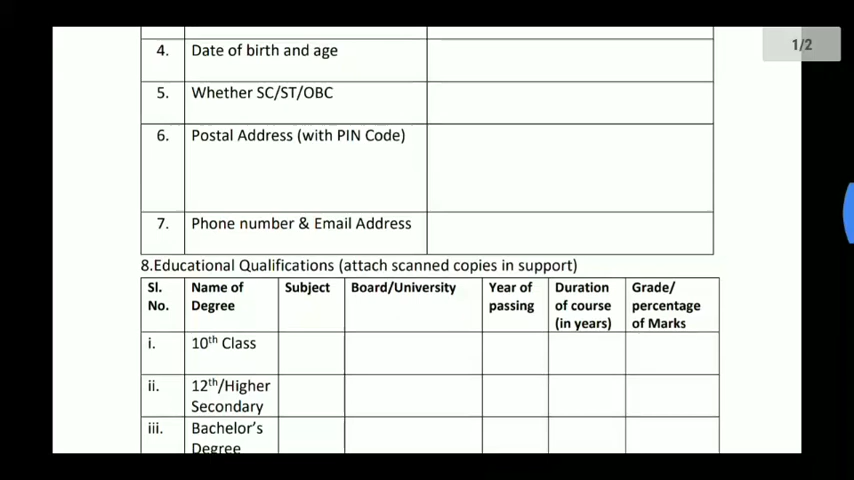 1/2
4. Date of birth and age
5. Whether SC/ST/OBC
6. Postal Address (with PIN Code)
7. Phone number & Email Address
8.Educational Qualifications (attach scanned copies in support)
Sl. Name of Subject Board/University Year of Duration Grade/
No. Degree passing of course percentage
(in years) of Marks
i. 10th Class
ii. 12th/Higher
Secondary
iii. Bachelor's
Degree